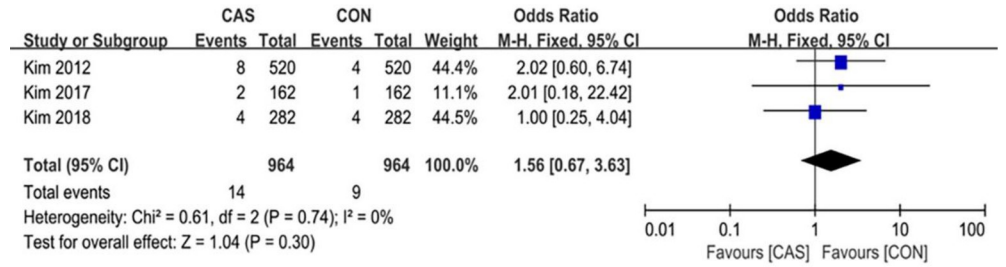 CAS CON Odds Ratio Odds Ratio
Study or Subgroup Events Total Events Total Weight M-H, Fixed, 95% CI M-H, Fixed, 95% CI
Kim 2012 8 520 4 520 44.4% 2.02 [0.60, 6.74]
Kim 2017 2 162 1 162 11.1% 2.01 [0.18, 22.42]
Kim 2018 4 282 4 282 44.5% 1.00 [0.25, 4.04]
Total (95% CI) 964 964 100.0% 1.56 [0.67, 3.63]
Total events 14 9
Heterogeneity: Chi² = 0.61, df = 2 (P = 0.74); I² = 0%
Test for overall effect: Z = 1.04 (P = 0.30)
0.01 0.1 1 10 100
Favours [CAS] Favours [CON]